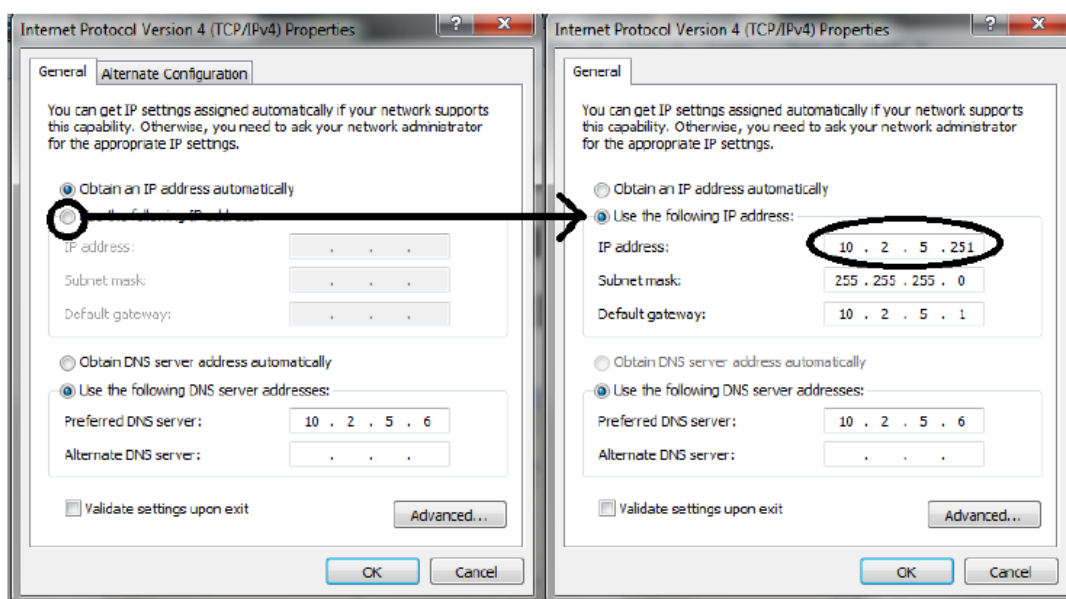 Internet Protocol Version 4 (TCP/IPv4) Properties
?
X
General
Alternate Configuration
You can get IP settings assigned automatically if your network supports
this capability. Otherwise, you need to ask your network administrator
for the appropriate IP settings.
Obtain an IP address automatically
Use the following IP address:
IP address:
. . .
Subnet mask:
. . .
Default gateway:
. . .
Obtain DNS server address automatically
Use the following DNS server addresses:
Preferred DNS server:
10 . 2 . 5 . 6
Alternate DNS server:
. . .
Validate settings upon exit
Advanced...
OK
Cancel
Internet Protocol Version 4 (TCP/IPv4) Properties
?
X
General
You can get IP settings assigned automatically if your network supports
this capability. Otherwise, you need to ask your network administrator
for the appropriate IP settings.
Obtain an IP address automatically
Use the following IP address:
IP address:
10 . 2 . 5 . 251
Subnet mask:
255 . 255 . 255 . 0
Default gateway:
10 . 2 . 5 . 1
Obtain DNS server address automatically
Use the following DNS server addresses:
Preferred DNS server:
10 . 2 . 5 . 6
Alternate DNS server:
. . .
Validate settings upon exit
Advanced...
OK
Cancel